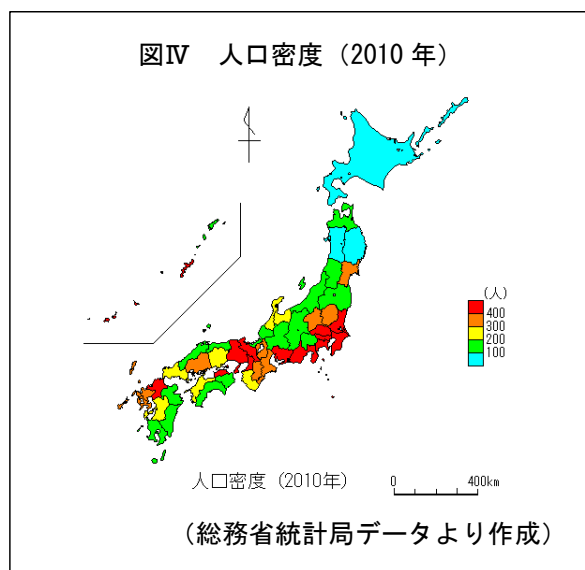 図Ⅳ 人口密度（2010 年）
(人)
400
300
200
100
人口密度（2010年）
0 400km
（総務省統計局データより作成）